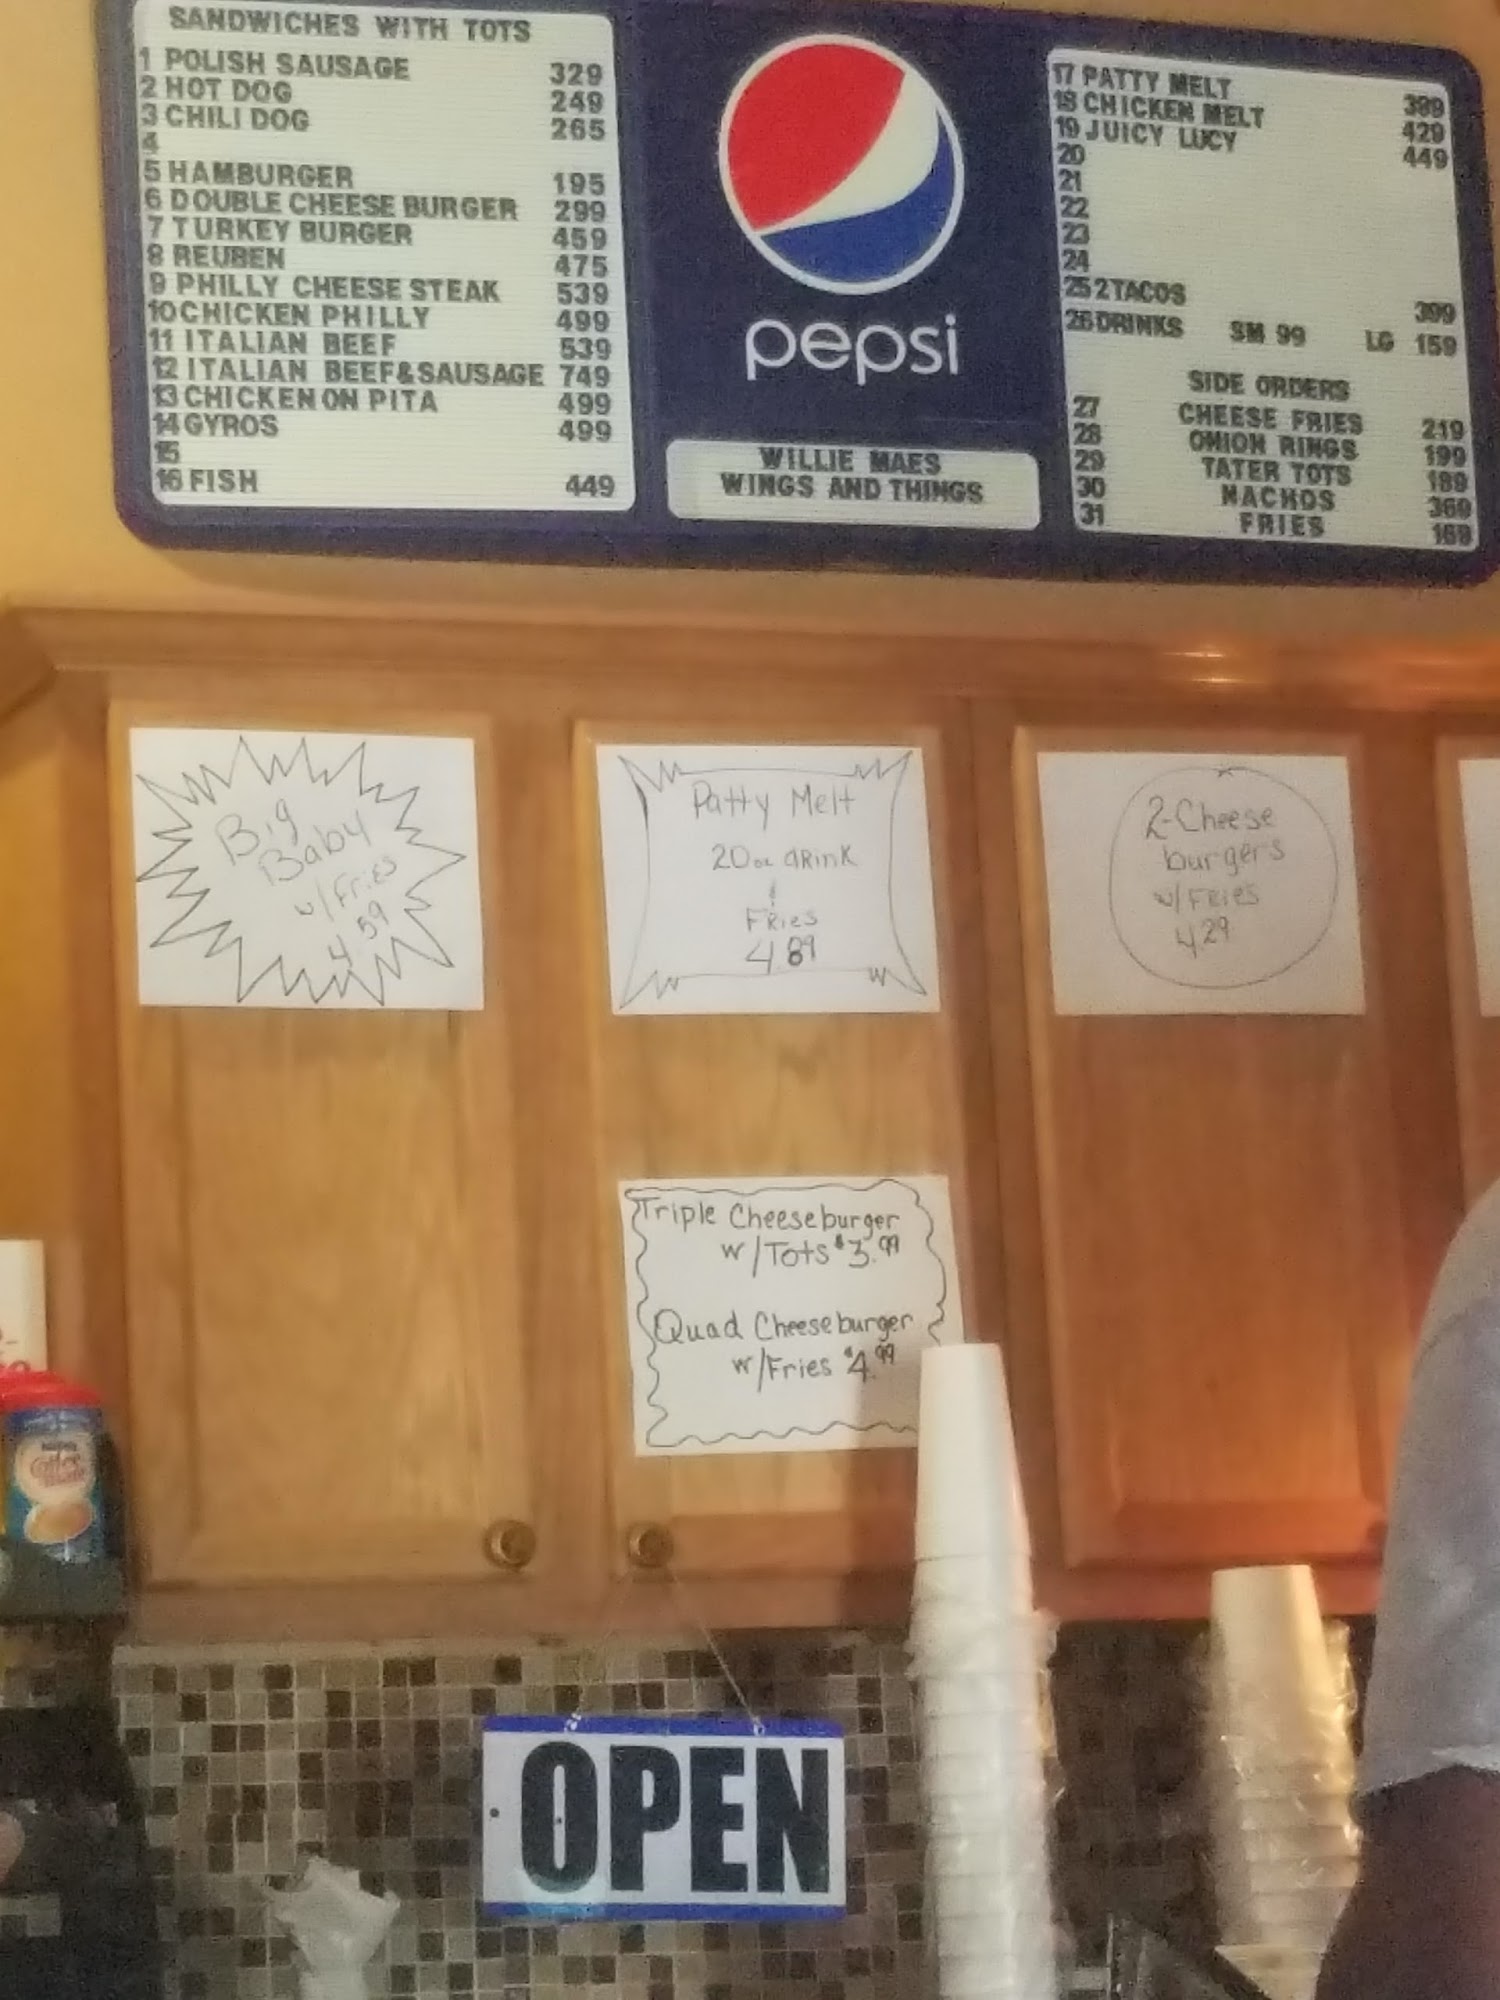 SANDWICHES WITH TOTS
1 POLISH SAUSAGE 329
2 HOT DOG 249
3 CHILI DOG 265
4
5 HAMBURGER 195
6 DOUBLE CHEESE BURGER 299
7 TURKEY BURGER 459
8 REUBEN 475
9 PHILLY CHEESE STEAK 539
10 CHICKEN PHILLY 499
11 ITALIAN BEEF 539
12 ITALIAN BEEF & SAUSAGE 749
13 CHICKEN ON PITA 499
14 GYROS 499
15
16 FISH 449
pepsi
WILLIE MAES
WINGS AND THINGS
17 PATTY MELT 399
18 CHICKEN MELT 429
19 JUICY LUCY 449
20
21
22
23
24
25 2 TACOS 399
26 DRINKS SM 99 LG 159
SIDE ORDERS
27 CHEESE FRIES 219
28 ONION RINGS 199
29 TATER TOTS 189
30 NACHOS 369
31 FRIES 169
Big
Baby
w/Fries
4 59
Patty Melt
20oz dRink
&
FRies
4 89
2-Cheese
burgers
w/FRies
4 29
Triple Cheeseburger
w/Tots $3.99
Quad Cheeseburger
w/Fries $4.99
Coffee
mate
OPEN